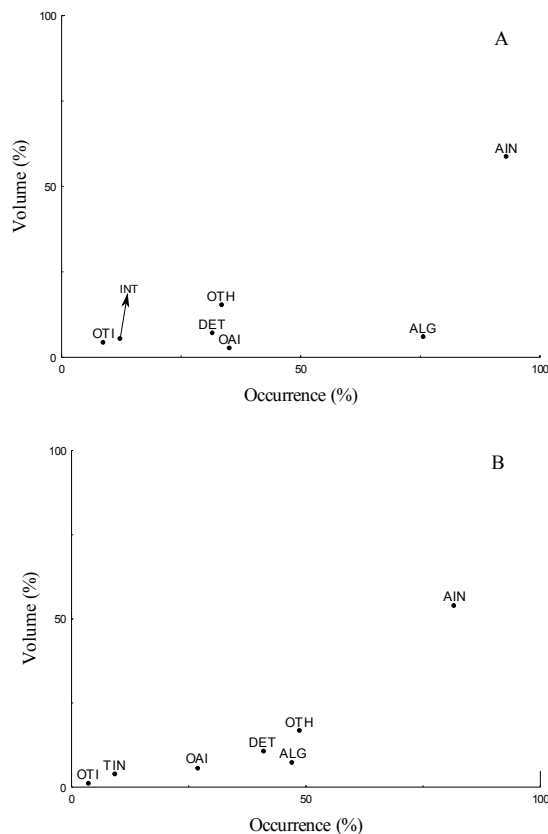 100
A
AIN
Volume (%)
50
INT
OTH
OTI
DET
OAI
ALG
0
0
50
100
Occurrence (%)
100
B
AIN
Volume (%)
50
OTH
DET
ALG
OAI
TIN
OTI
0
0
50
100
Occurrence (%)